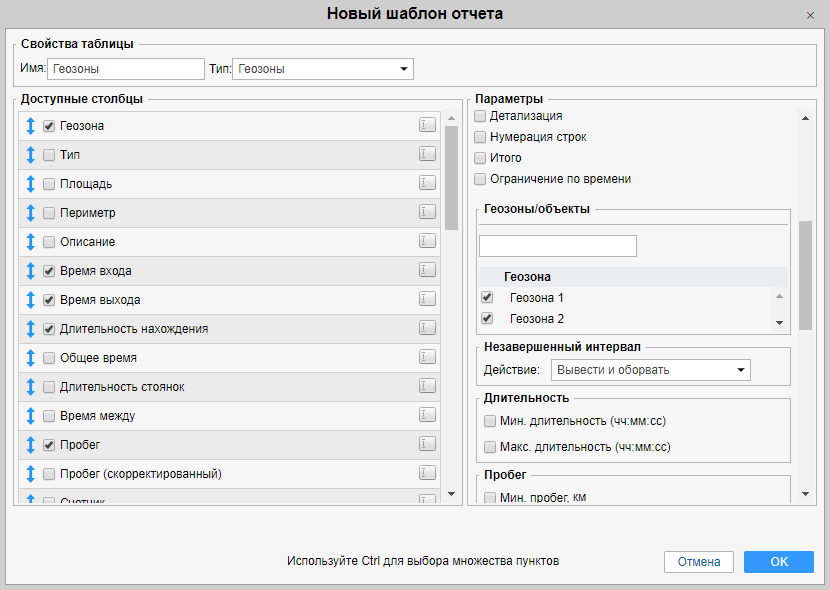 Новый шаблон отчета
Свойства таблицы
Имя: Геозоны Тип: Геозоны
Доступные столбцы
Геозона
Тип
Площадь
Периметр
Описание
Время входа
Время выхода
Длительность нахождения
Общее время
Длительность стоянок
Время между
Пробег
Пробег (скорректированный)
Счетчик
Параметры
Детализация
Нумерация строк
Итого
Ограничение по времени
Геозоны/объекты
Геозона
Геозона 1
Геозона 2
Незавершенный интервал
Действие: Вывести и оборвать
Длительность
Мин. длительность (чч:мм:сс)
Макс. длительность (чч:мм:сс)
Пробег
Мин. пробег, км
Используйте Ctrl для выбора множества пунктов
Отмена
OK